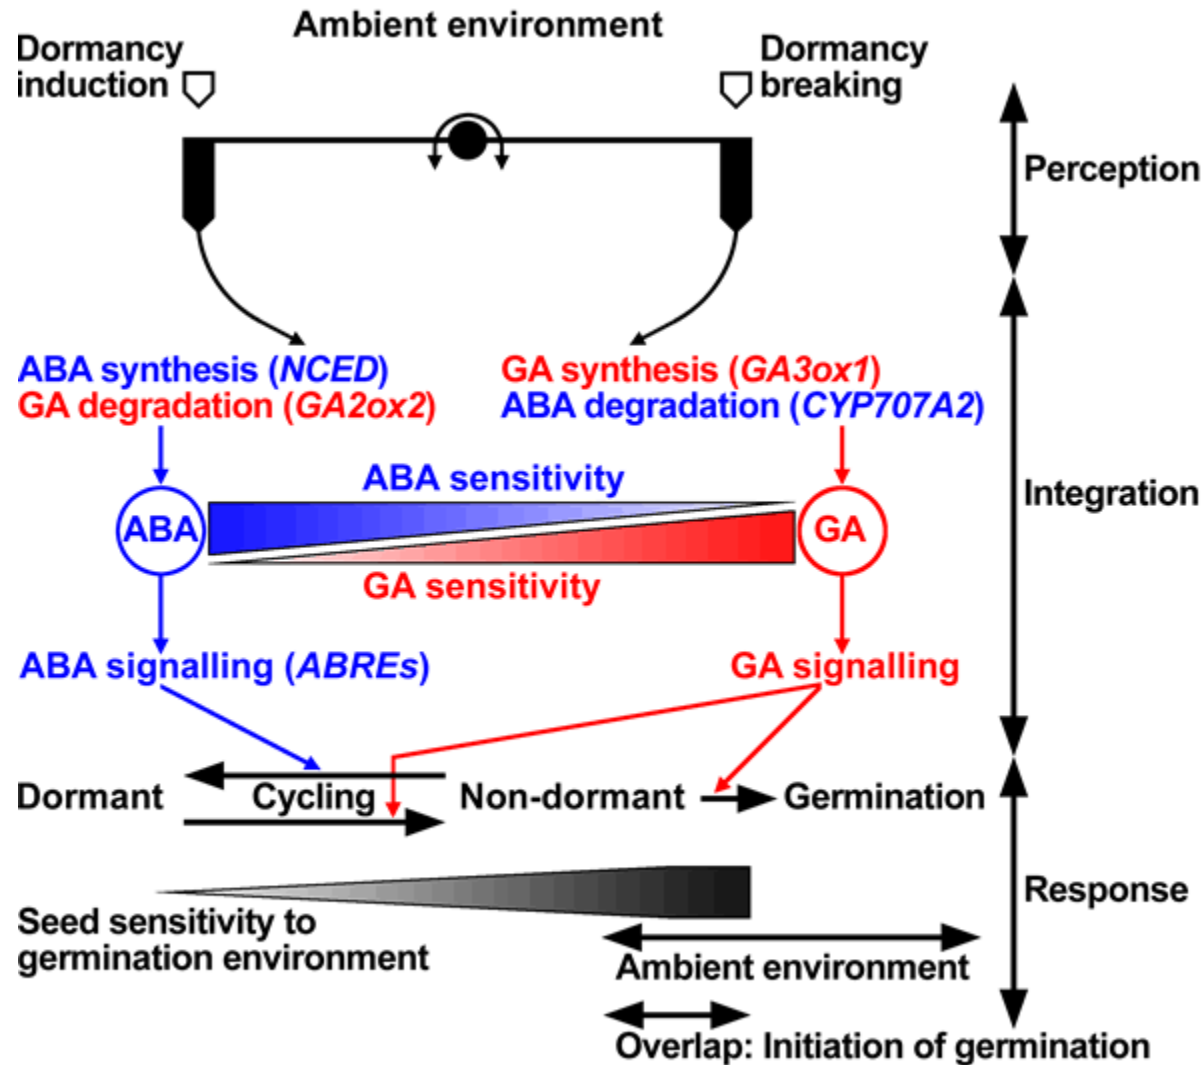 Ambient environment
Dormancy
induction
Dormancy
breaking
Perception
ABA synthesis (NCED)
GA degradation (GA2ox2)
GA synthesis (GA3ox1)
ABA degradation (CYP707A2)
ABA sensitivity
Integration
ABA
GA
GA sensitivity
ABA signalling (ABREs)
GA signalling
Dormant
Cycling
Non-dormant
Germination
Response
Seed sensitivity to
germination environment
Ambient environment
Overlap: Initiation of germination